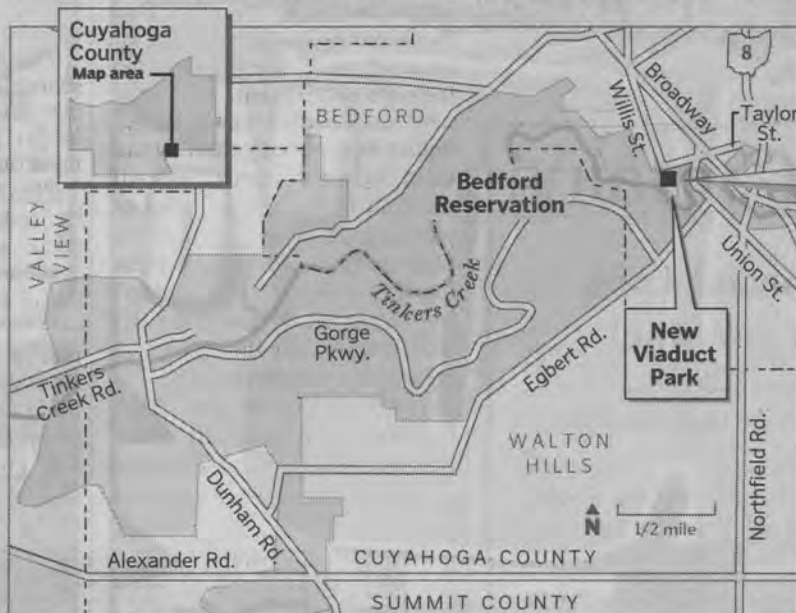 Cuyahoga
County
Map area
8
BEDFORD
Willis St.
Broadway
Taylor
St.
VALLEY
VIEW
Bedford
Reservation
Tinkers Creek
Union St.
Gorge
Pkwy.
New
Viaduct
Park
Tinkers
Creek Rd.
Egbert Rd.
WALTON
HILLS
Northfield Rd.
Dunham Rd.
N
1/2 mile
Alexander Rd.
CUYAHOGA COUNTY
SUMMIT COUNTY